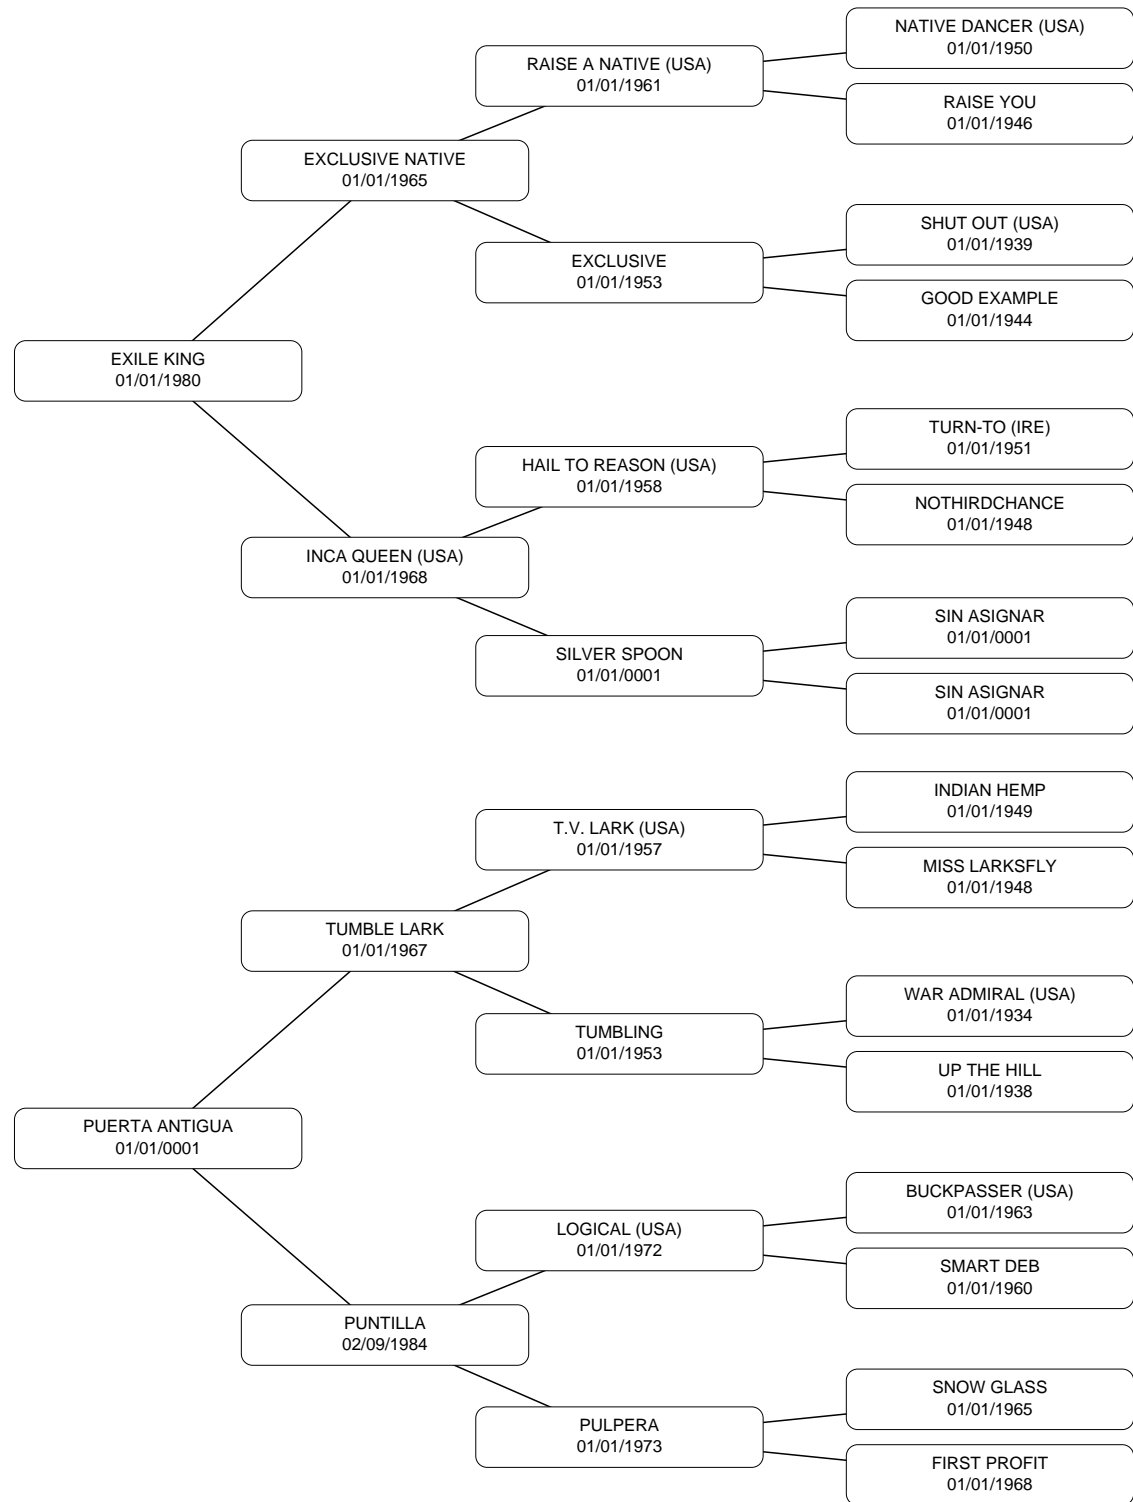 NATIVE DANCER (USA)
01/01/1950
RAISE A NATIVE (USA)
01/01/1961
RAISE YOU
01/01/1946
EXCLUSIVE NATIVE
01/01/1965
SHUT OUT (USA)
01/01/1939
EXCLUSIVE
01/01/1953
GOOD EXAMPLE
01/01/1944
EXILE KING
01/01/1980
TURN-TO (IRE)
01/01/1951
HAIL TO REASON (USA)
01/01/1958
NOTHIRDCHANCE
01/01/1948
INCA QUEEN (USA)
01/01/1968
SIN ASIGNAR
01/01/0001
SILVER SPOON
01/01/0001
SIN ASIGNAR
01/01/0001
INDIAN HEMP
01/01/1949
T.V. LARK (USA)
01/01/1957
MISS LARKSFLY
01/01/1948
TUMBLE LARK
01/01/1967
WAR ADMIRAL (USA)
01/01/1934
TUMBLING
01/01/1953
UP THE HILL
01/01/1938
PUERTA ANTIGUA
01/01/0001
BUCKPASSER (USA)
01/01/1963
LOGICAL (USA)
01/01/1972
SMART DEB
01/01/1960
PUNTILLA
02/09/1984
SNOW GLASS
01/01/1965
PULPERA
01/01/1973
FIRST PROFIT
01/01/1968